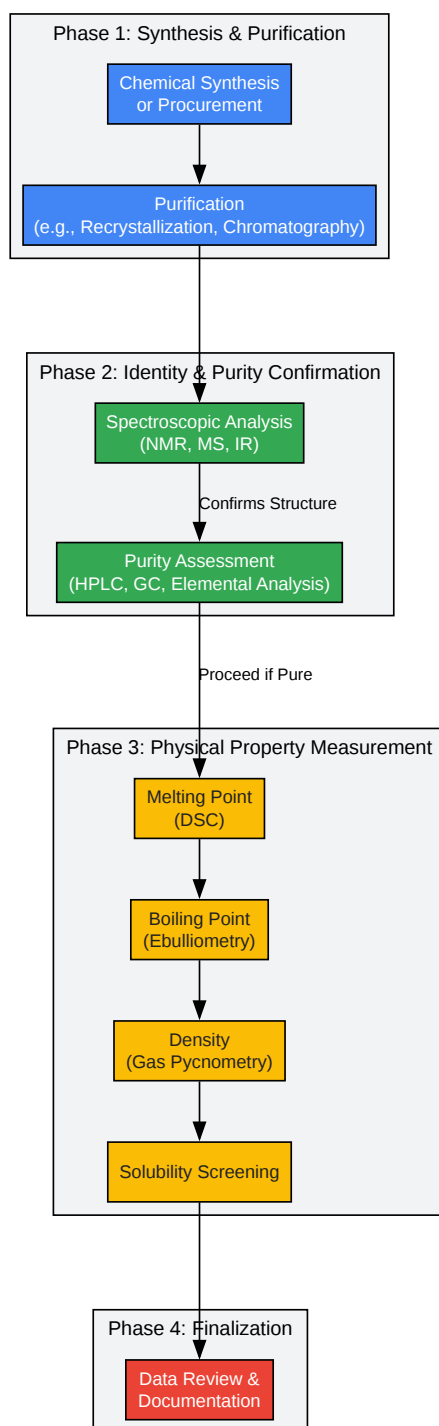 Phase 1: Synthesis & Purification
Chemical Synthesis
or Procurement
Purification
(e.g., Recrystallization, Chromatography)
Phase 2: Identity & Purity Confirmation
Spectroscopic Analysis
(NMR, MS, IR)
Confirms Structure
Purity Assessment
(HPLC, GC, Elemental Analysis)
Proceed if Pure
Phase 3: Physical Property Measurement
Melting Point
(DSC)
Boiling Point
(Ebulliometry)
Density
(Gas Pycnometry)
Solubility Screening
Phase 4: Finalization
Data Review &
Documentation